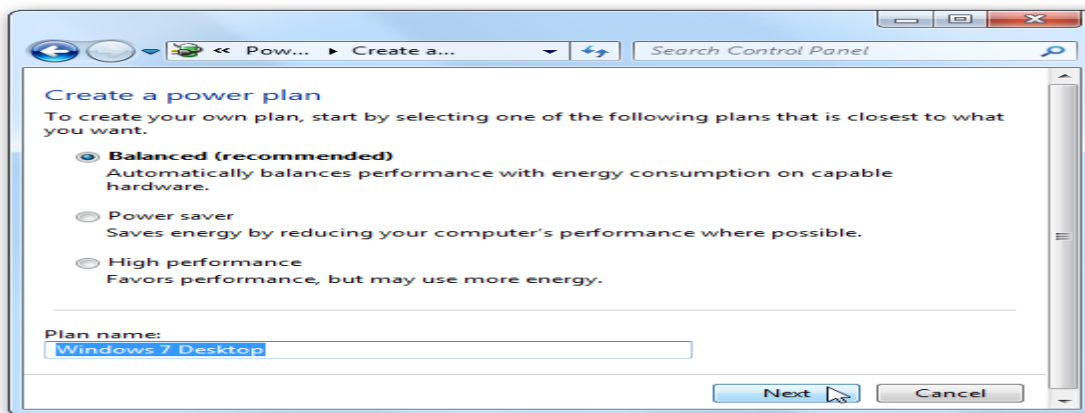 « Pow... ▸ Create a...
Search Control Panel
Create a power plan
To create your own plan, start by selecting one of the following plans that is closest to what
you want.
Balanced (recommended)
Automatically balances performance with energy consumption on capable
hardware.
Power saver
Saves energy by reducing your computer's performance where possible.
High performance
Favors performance, but may use more energy.
Plan name:
Windows 7 Desktop
Next
Cancel